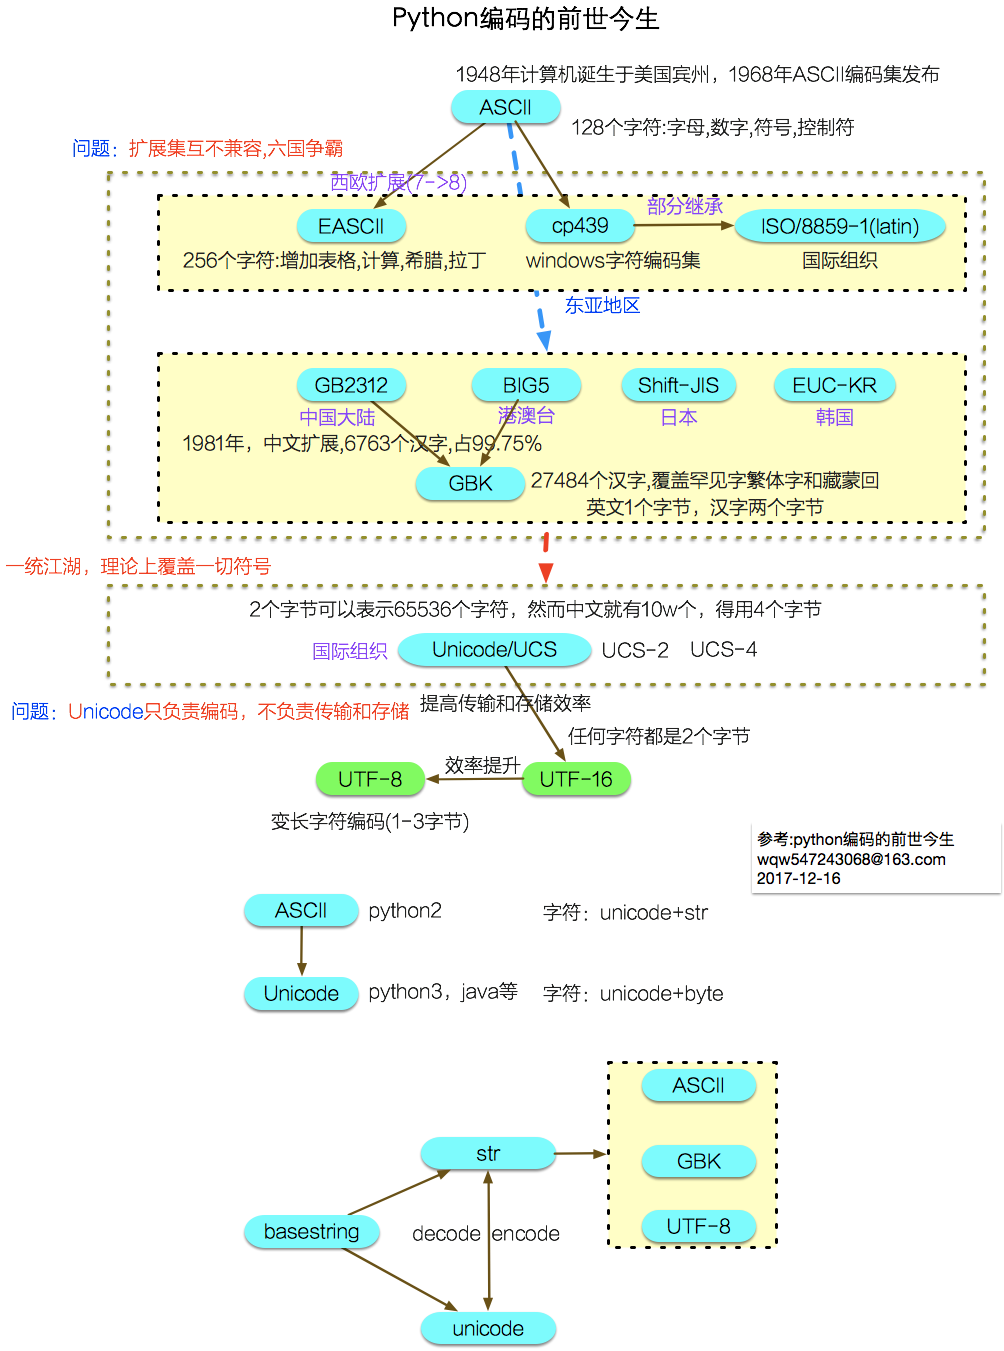 Python编码的前世今生
1948年计算机诞生于美国宾州，1968年ASCII编码集发布
ASCII
128个字符:字母,数字,符号,控制符
问题：扩展集互不兼容,六国争霸
西欧扩展(7->8)
部分继承
EASCII
cp439
ISO/8859-1(latin)
256个字符:增加表格,计算,希腊,拉丁
windows字符编码集
国际组织
东亚地区
GB2312
BIG5
Shift-JIS
EUC-KR
中国大陆
港澳台
日本
韩国
1981年，中文扩展,6763个汉字,占99.75%
GBK
27484个汉字,覆盖罕见字繁体字和藏蒙回
英文1个字节，汉字两个字节
一统江湖，理论上覆盖一切符号
2个字节可以表示65536个字符，然而中文就有10w个，得用4个字节
国际组织
Unicode/UCS
UCS-2
UCS-4
问题：Unicode只负责编码，不负责传输和存储
提高传输和存储效率
任何字符都是2个字节
效率提升
UTF-8
UTF-16
变长字符编码(1-3字节)
参考:python编码的前世今生
wqw547243068@163.com
2017-12-16
ASCII
python2
字符：unicode+str
Unicode
python3，java等
字符：unicode+byte
ASCII
str
GBK
basestring
decode
encode
UTF-8
unicode